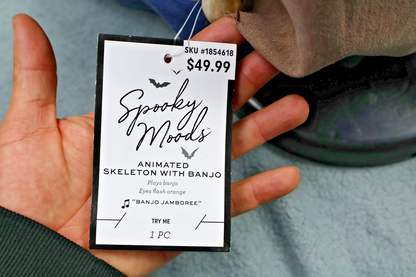 SKU #1854618
$49.99
Spooky
Moods
ANIMATED
SKELETON WITH BANJO
Plays banjo
Eyes flash orange
"BANJO JAMBOREE"
TRY ME
1 PC